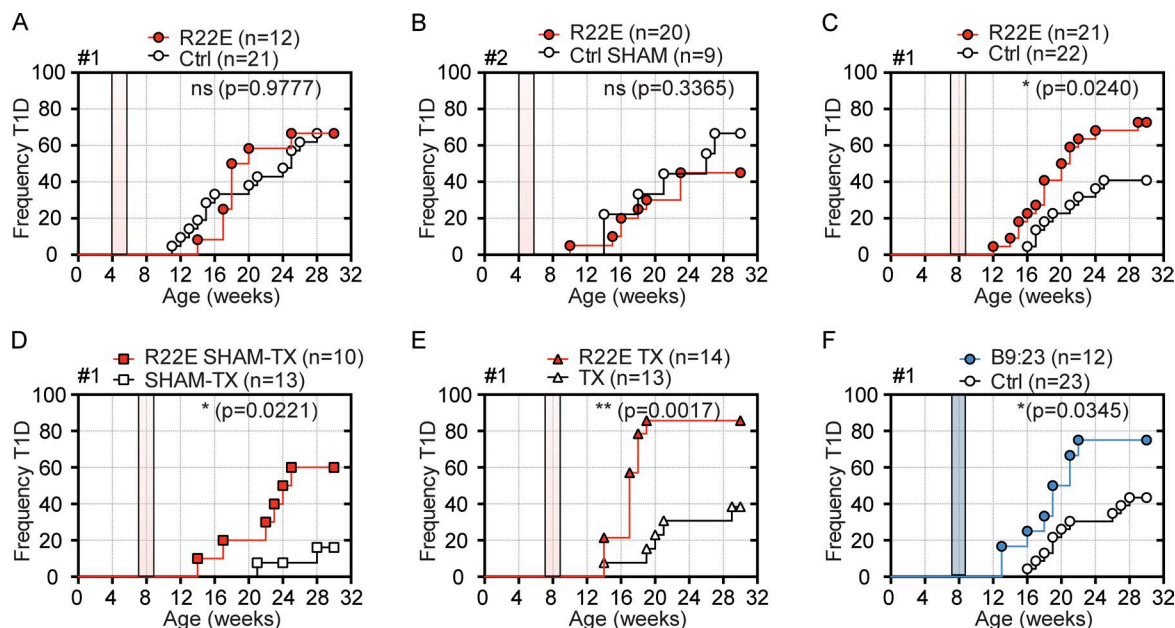 A
R22E (n=12)
Ctrl (n=21)
#1
ns (p=0.9777)
Frequency T1D
100
80
60
40
20
0
0 4 8 12 16 20 24 28 32
Age (weeks)
B
R22E (n=20)
Ctrl SHAM (n=9)
#2
ns (p=0.3365)
Frequency T1D
100
80
60
40
20
0
0 4 8 12 16 20 24 28 32
Age (weeks)
C
R22E (n=21)
Ctrl (n=22)
#1
* (p=0.0240)
Frequency T1D
100
80
60
40
20
0
0 4 8 12 16 20 24 28 32
Age (weeks)
D
R22E SHAM-TX (n=10)
SHAM-TX (n=13)
#1
* (p=0.0221)
Frequency T1D
100
80
60
40
20
0
0 4 8 12 16 20 24 28 32
Age (weeks)
E
R22E TX (n=14)
TX (n=13)
#1
** (p=0.0017)
Frequency T1D
100
80
60
40
20
0
0 4 8 12 16 20 24 28 32
Age (weeks)
F
B9:23 (n=12)
Ctrl (n=23)
#1
*(p=0.0345)
Frequency T1D
100
80
60
40
20
0
0 4 8 12 16 20 24 28 32
Age (weeks)